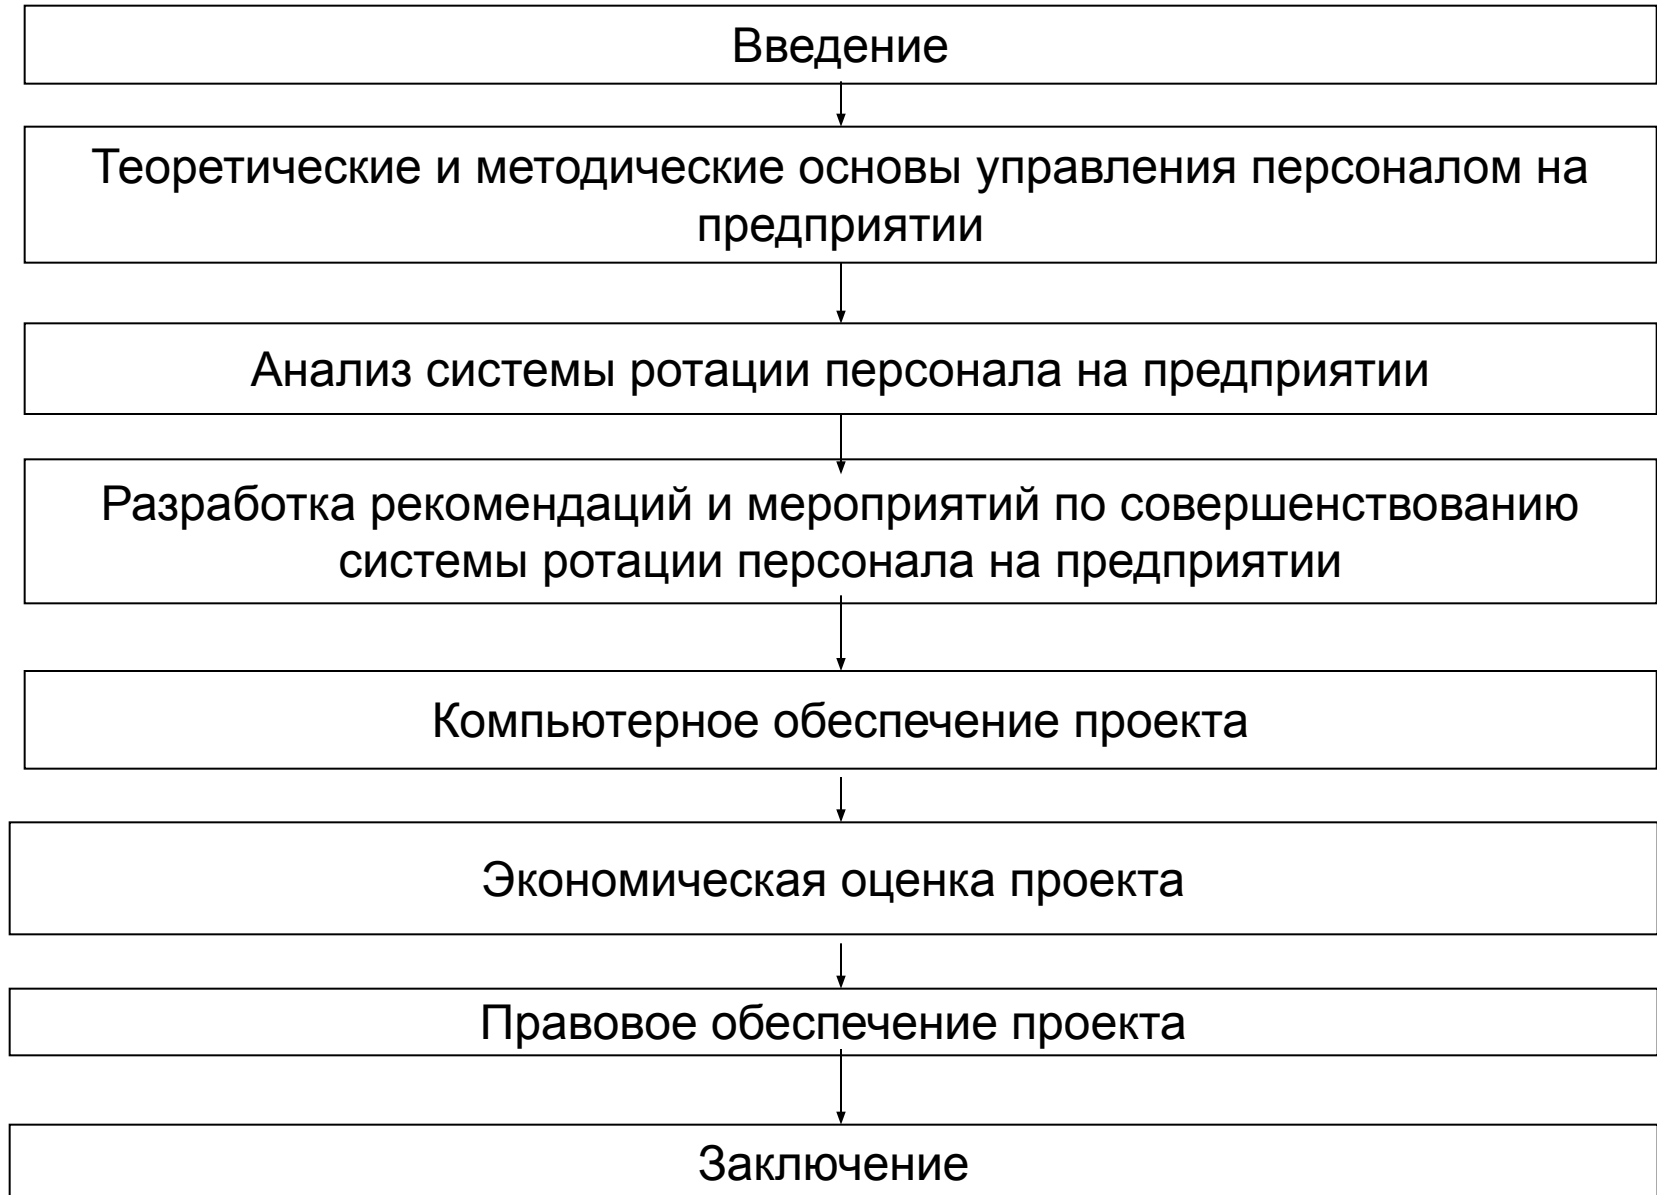 Введение
Теоретические и методические основы управления персоналом на
предприятии
Анализ системы ротации персонала на предприятии
Разработка рекомендаций и мероприятий по совершенствованию
системы ротации персонала на предприятии
Компьютерное обеспечение проекта
Экономическая оценка проекта
Правовое обеспечение проекта
Заключение